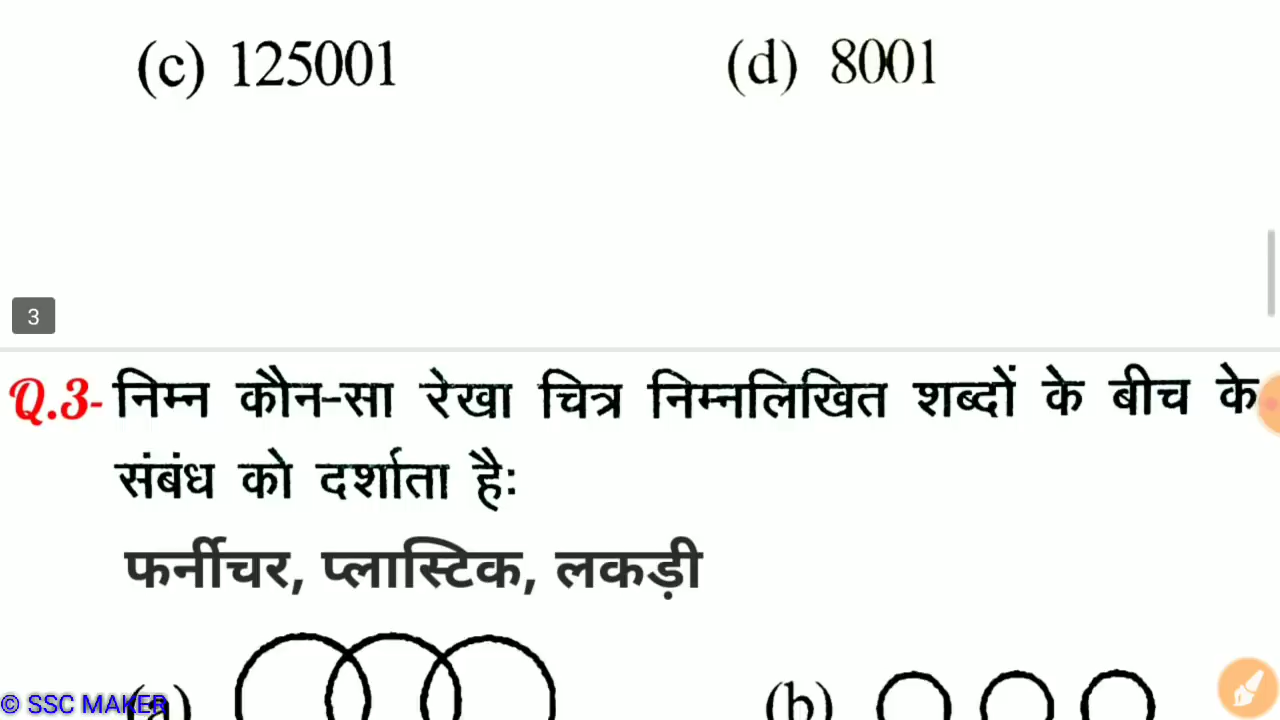 (c) 125001 (d) 8001
3
Q.3- निम्न कौन-सा रेखा चित्र निम्नलिखित शब्दों के बीच के
संबंध को दर्शाता है:
फर्नीचर, प्लास्टिक, लकड़ी
(a) (b)
© SSC MAKER